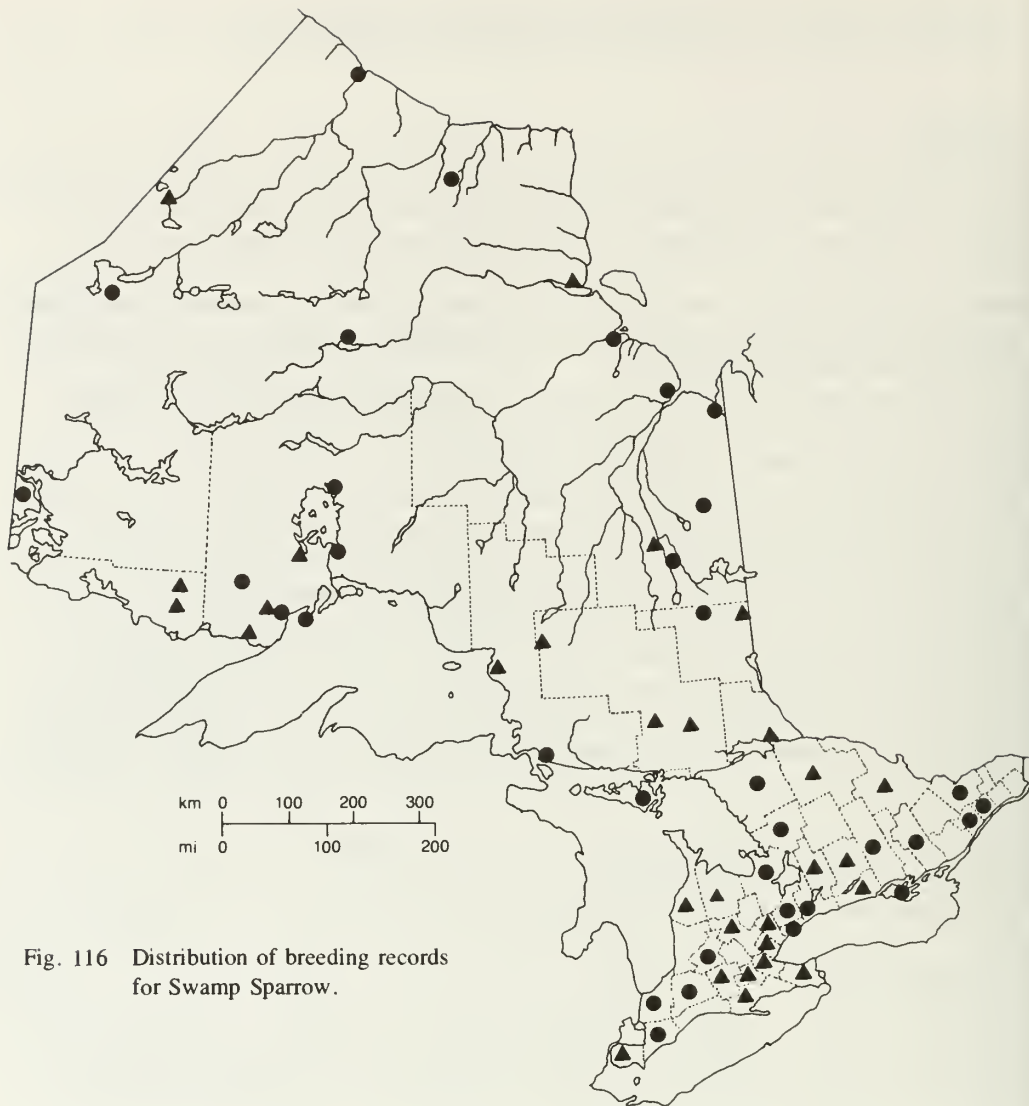 km 0 100 200 300
mi 0 100 200
Fig. 116 Distribution of breeding records
for Swamp Sparrow.